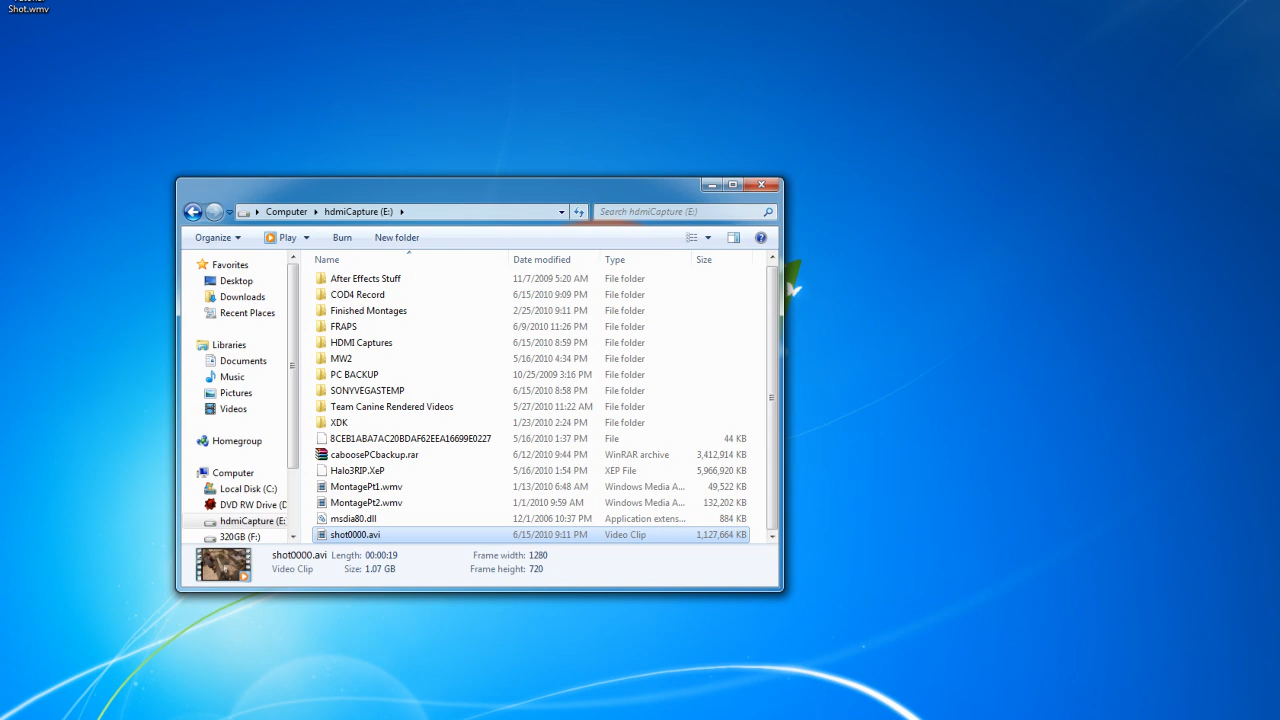 Shot.wmv
Computer hdmiCapture (E:) Search hdmiCapture (E:)
Organize Play Burn New folder
Name Date modified Type Size
Favorites
Desktop
Downloads
Recent Places
Libraries
Documents
Music
Pictures
Videos
Homegroup
Computer
Local Disk (C:)
DVD RW Drive (D
hdmiCapture (E:
320GB (F:)
After Effects Stuff 11/7/2009 5:20 AM File folder
COD4 Record 6/15/2010 9:09 PM File folder
Finished Montages 2/25/2010 9:11 PM File folder
FRAPS 6/9/2010 11:26 PM File folder
HDMI Captures 6/15/2010 8:59 PM File folder
MW2 5/16/2010 4:34 PM File folder
PC BACKUP 10/25/2009 3:16 PM File folder
SONYVEGASTEMP 6/15/2010 8:58 PM File folder
Team Canine Rendered Videos 5/27/2010 11:22 AM File folder
XDK 1/23/2010 2:24 PM File folder
8CEB1ABA7AC20BDAF62EEA16699E0227 5/16/2010 1:37 PM File 44 KB
caboosePCbackup.rar 6/12/2010 9:44 PM WinRAR archive 3,412,914 KB
Halo3RIP.XeP 5/16/2010 1:54 PM XEP File 5,966,920 KB
MontagePt1.wmv 1/13/2010 6:48 AM Windows Media A... 49,522 KB
MontagePt2.wmv 1/1/2010 9:59 AM Windows Media A... 132,202 KB
msdia80.dll 12/1/2006 10:37 PM Application extens... 884 KB
shot0000.avi 6/15/2010 9:11 PM Video Clip 1,127,664 KB
shot0000.avi Length: 00:00:19 Frame width: 1280
Video Clip Size: 1.07 GB Frame height: 720